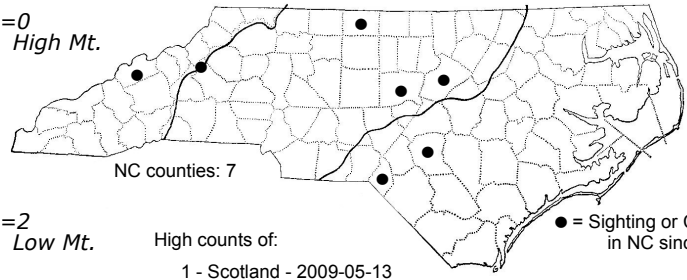 =0
High Mt.
NC counties: 7
=2
Low Mt.
High counts of:
1 - Scotland - 2009-05-13
● = Sighting or
in NC